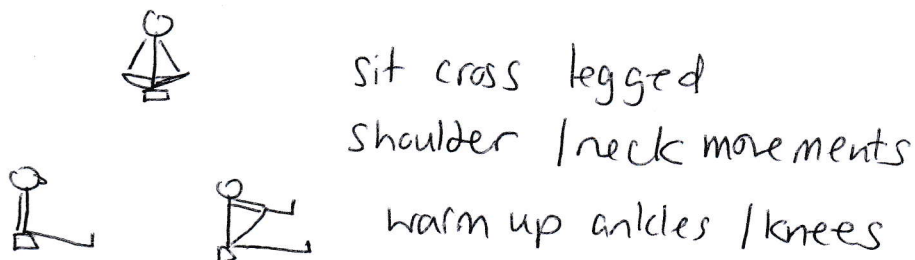 sit cross legged
shoulder / neck movements
warm up ankles / knees